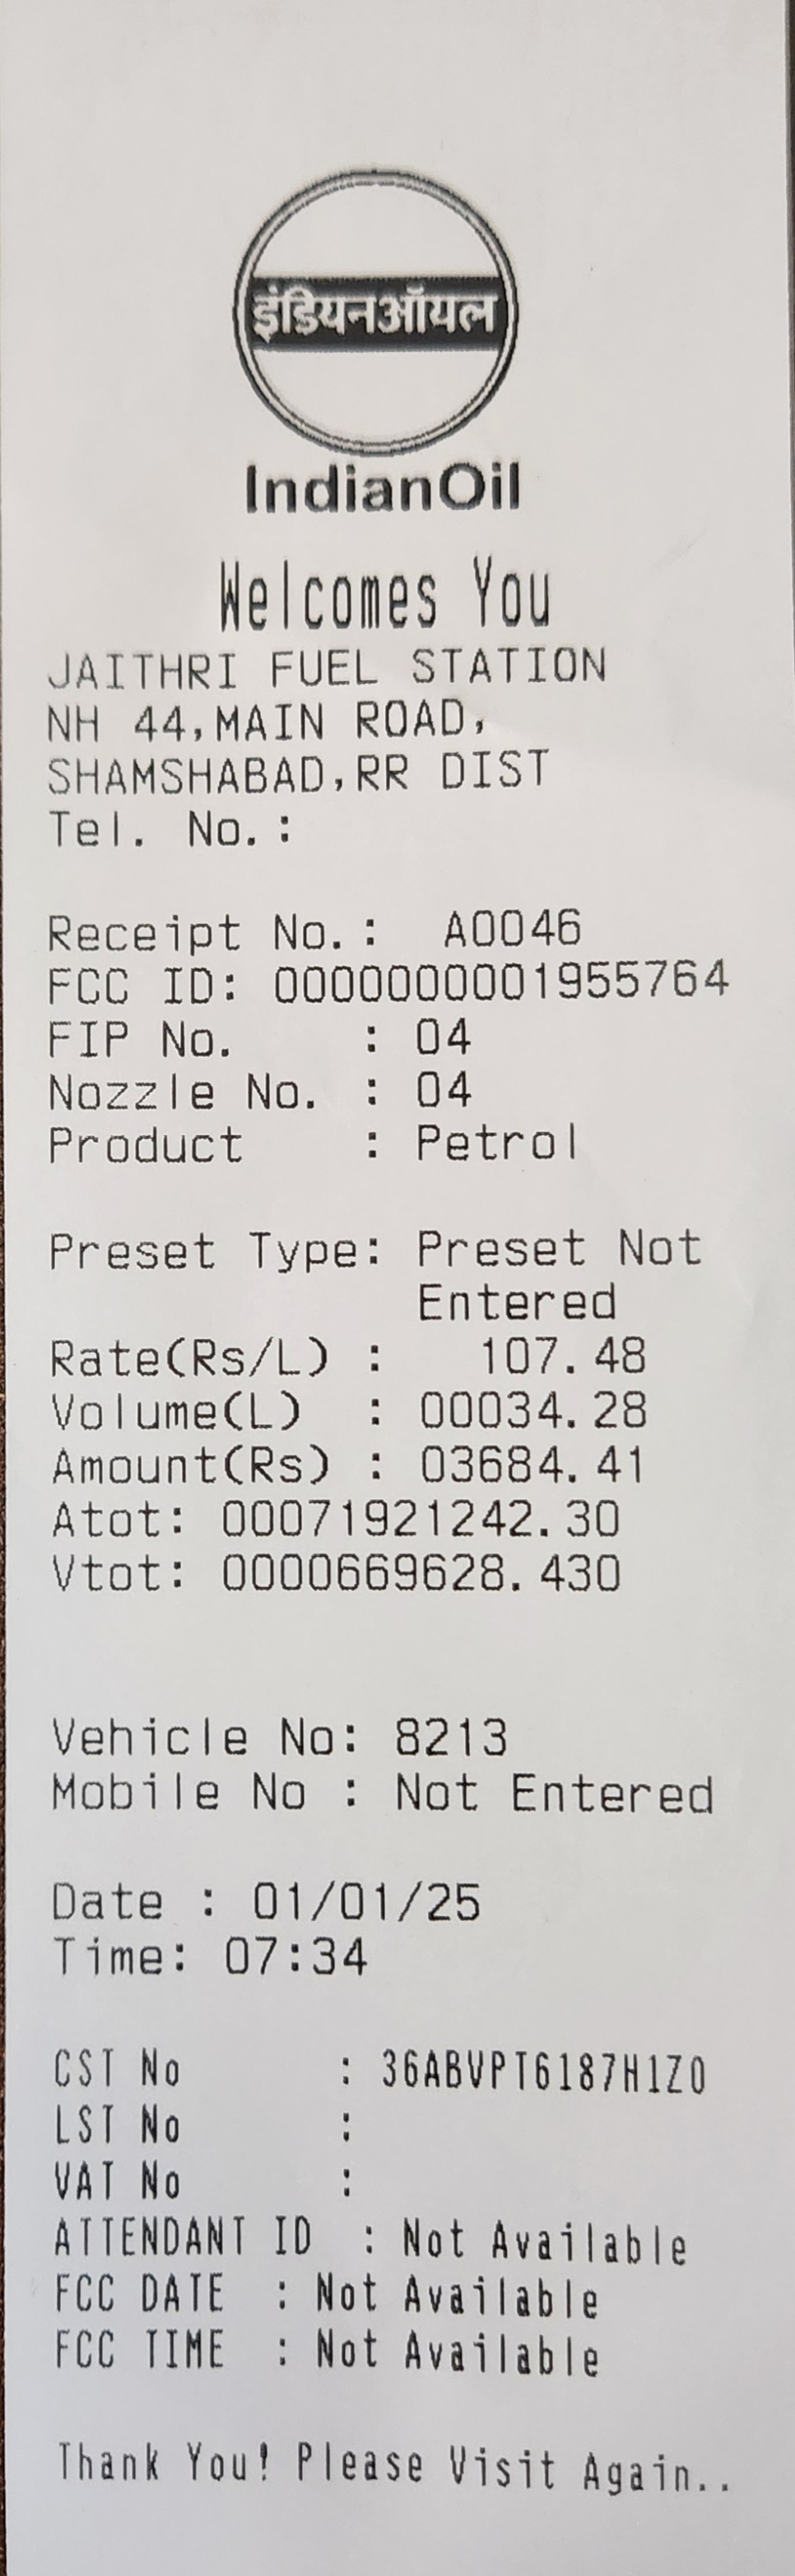 इंडियनऑयल
IndianOil
Welcomes You
JAITHRI FUEL STATION
NH 44,MAIN ROAD,
SHAMSHABAD,RR DIST
Tel. No.:
Receipt No.: A0046
FCC ID: 0000000001955764
FIP No. : 04
Nozzle No. : 04
Product : Petrol
Preset Type: Preset Not
Entered
Rate(Rs/L) : 107.48
Volume(L) : 00034.28
Amount(Rs) : 03684.41
Atot: 00071921242.30
Vtot: 0000669628.430
Vehicle No: 8213
Mobile No : Not Entered
Date : 01/01/25
Time: 07:34
CST No : 36ABVPT6187H1Z0
LST No :
VAT No :
ATTENDANT ID : Not Available
FCC DATE : Not Available
FCC TIME : Not Available
Thank You! Please Visit Again..